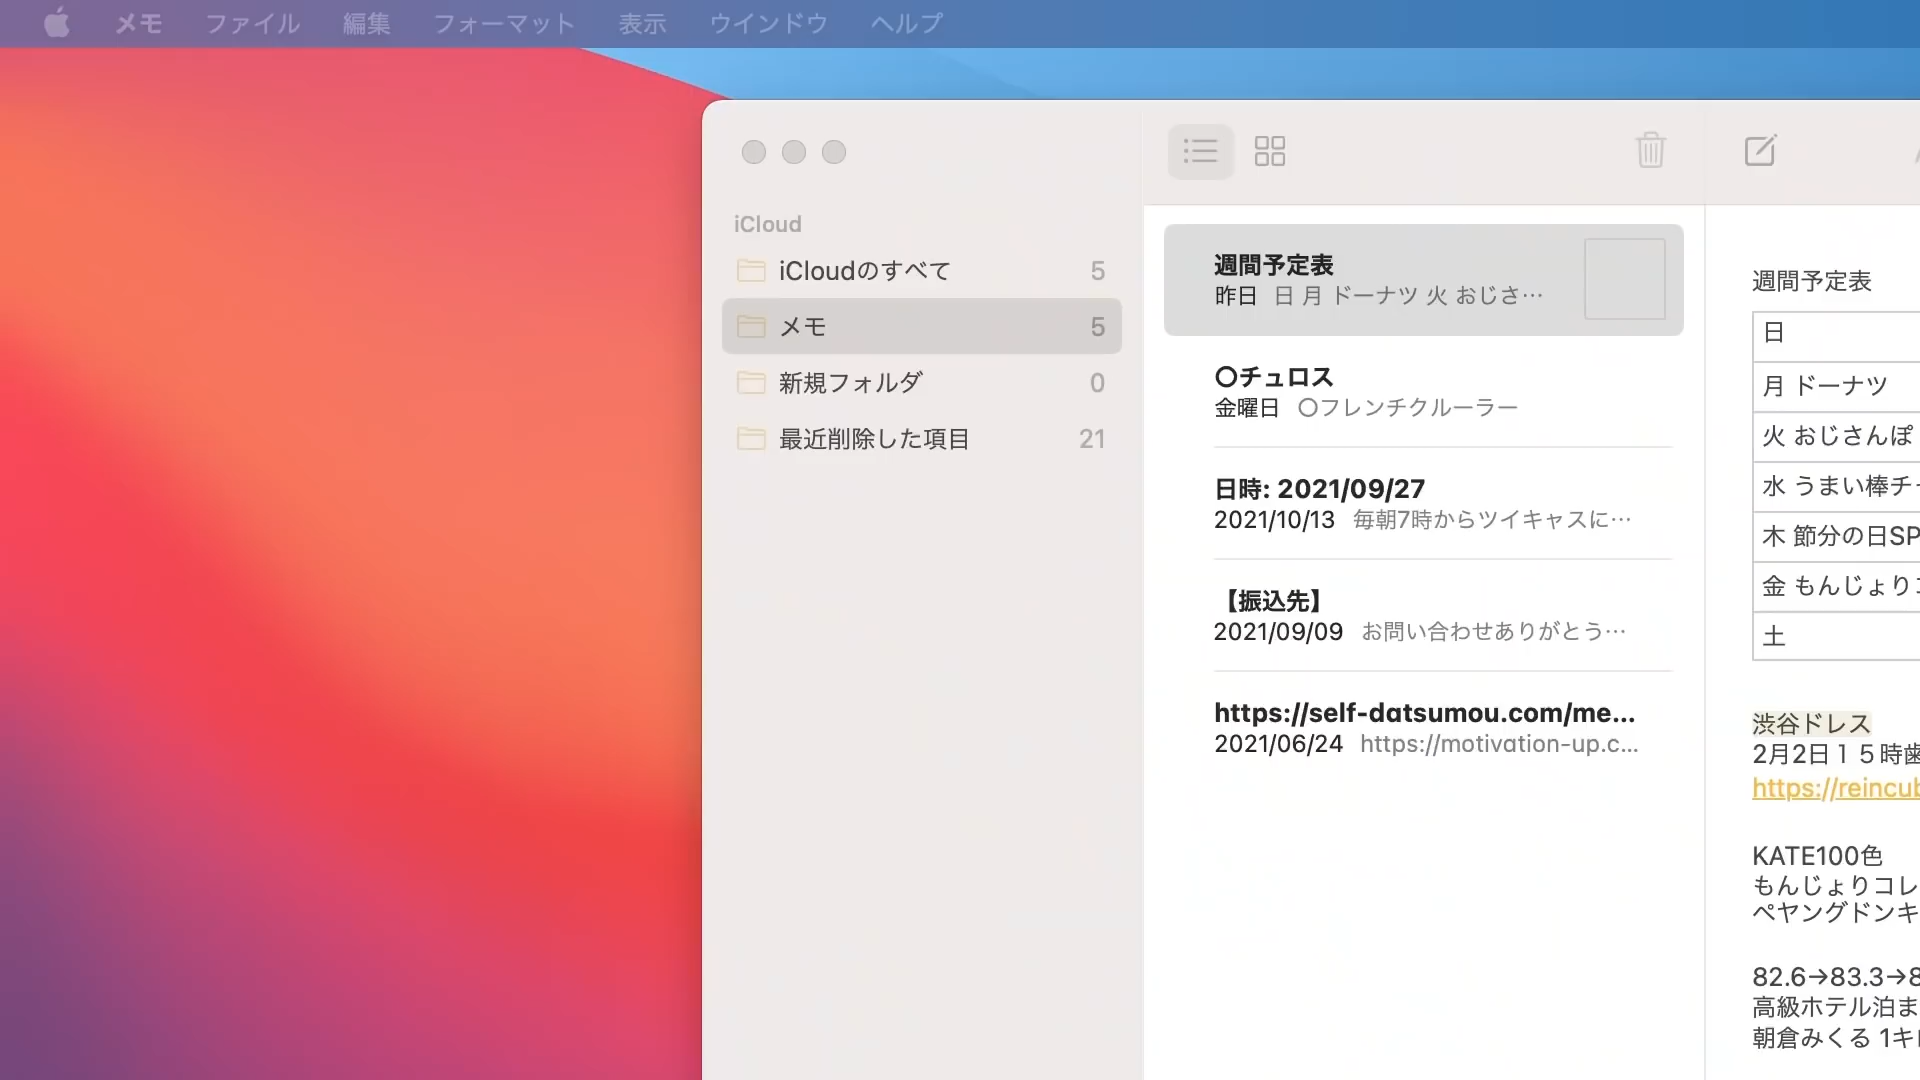 メモ ファイル 編集 フォーマット 表示 ウインドウ ヘルプ
iCloud
iCloudのすべて 5
メモ 5
新規フォルダ 0
最近削除した項目 21
週間予定表
昨日 日 月 ドーナツ 火 おじさ…
〇チュロス
金曜日 〇フレンチクルーラー
日時: 2021/09/27
2021/10/13 毎朝7時からツイキャスに…
【振込先】
2021/09/09 お問い合わせありがとう…
https://self-datsumou.com/me...
2021/06/24 https://motivation-up.c...
週間予定表
日
月 ドーナツ
火 おじさんぽ
水 うまい棒チ
木 節分の日SP
金 もんじょり
土
渋谷ドレス
2月2日１５時歯
https://reincub
KATE100色
もんじょりコレ
ペヤングドンキ
82.6→83.3→8
高級ホテル泊ま
朝倉みくる 1キロ